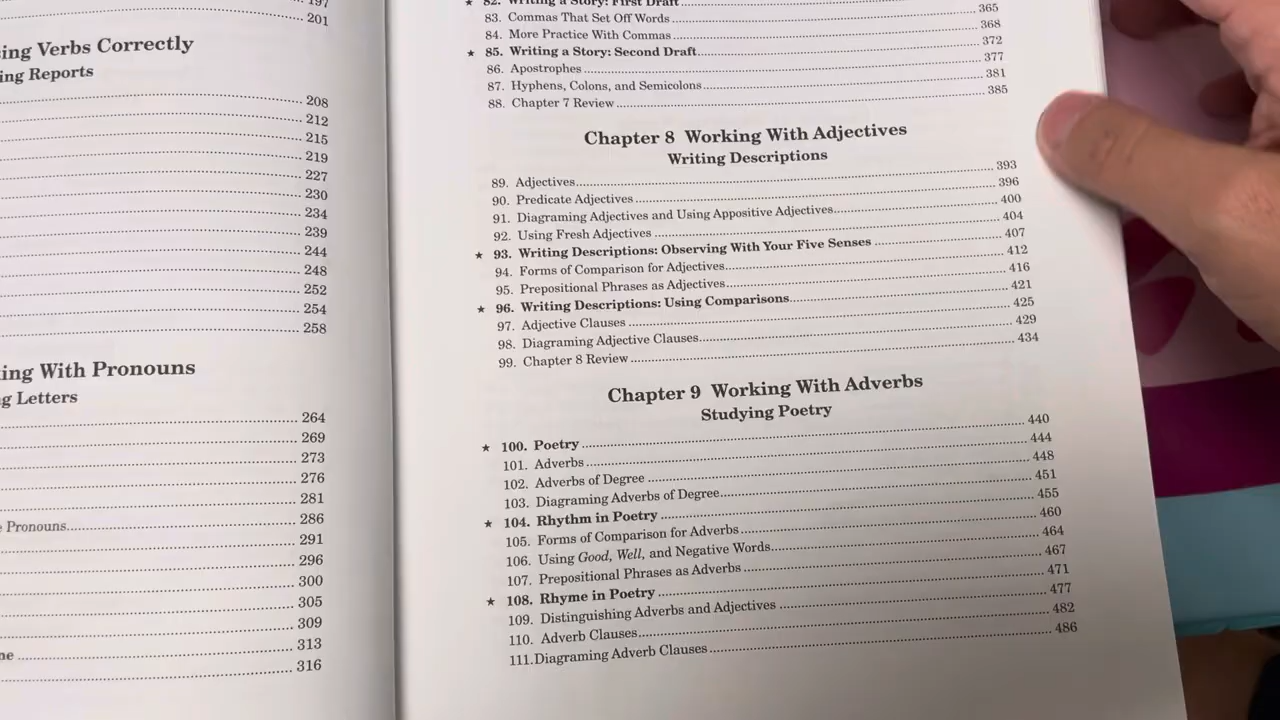 197
201
ing Verbs Correctly
ing Reports
208
212
215
219
227
230
234
239
244
248
252
254
258
ing With Pronouns
g Letters
264
269
273
276
281
e Pronouns 286
291
296
300
305
309
ne 313
316
★ 82. Writing a Story: First Draft
83. Commas That Set Off Words 365
84. More Practice With Commas 368
★ 85. Writing a Story: Second Draft 372
86. Apostrophes 377
87. Hyphens, Colons, and Semicolons 381
88. Chapter 7 Review 385
Chapter 8 Working With Adjectives
Writing Descriptions
89. Adjectives 393
90. Predicate Adjectives 396
91. Diagraming Adjectives and Using Appositive Adjectives 400
92. Using Fresh Adjectives 404
★ 93. Writing Descriptions: Observing With Your Five Senses 407
94. Forms of Comparison for Adjectives 412
95. Prepositional Phrases as Adjectives 416
★ 96. Writing Descriptions: Using Comparisons 421
97. Adjective Clauses 425
98. Diagraming Adjective Clauses 429
99. Chapter 8 Review 434
Chapter 9 Working With Adverbs
Studying Poetry
★ 100. Poetry 440
101. Adverbs 444
102. Adverbs of Degree 448
103. Diagraming Adverbs of Degree 451
★ 104. Rhythm in Poetry 455
105. Forms of Comparison for Adverbs 460
106. Using Good, Well, and Negative Words 464
107. Prepositional Phrases as Adverbs 467
★ 108. Rhyme in Poetry 471
109. Distinguishing Adverbs and Adjectives 477
110. Adverb Clauses 482
111. Diagraming Adverb Clauses 486